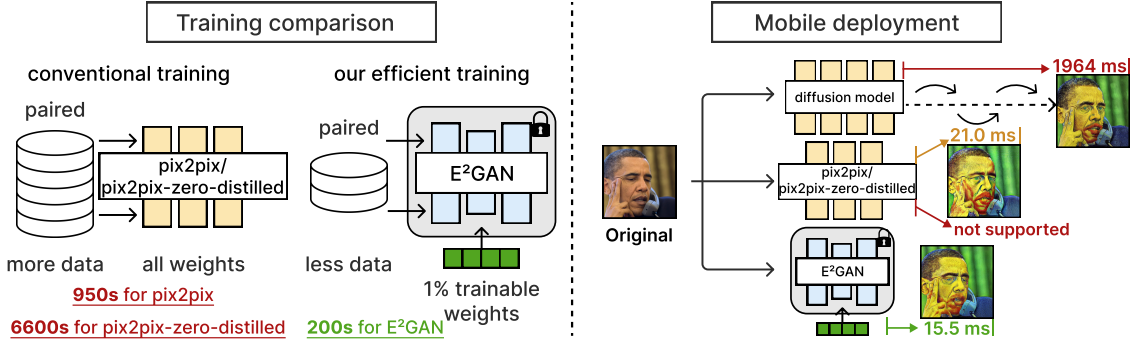 Training comparison
conventional training
our efficient training
paired
pix2pix/
pix2pix-zero-distilled
more data
all weights
950s for pix2pix
6600s for pix2pix-zero-distilled
paired
E²GAN
less data
1% trainable
weights
200s for E²GAN
Mobile deployment
Original
diffusion model
1964 ms
pix2pix/
pix2pix-zero-distilled
21.0 ms
not supported
E²GAN
15.5 ms